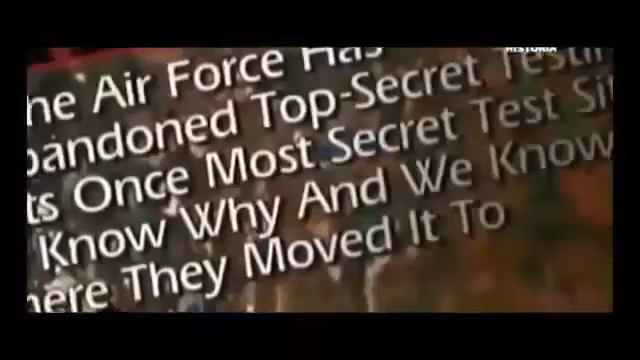 HISTORIA
he Air Force Has
bandoned Top-Secret Testin
ts Once Most Secret Test Si
Know Why And We Know
here They Moved It To